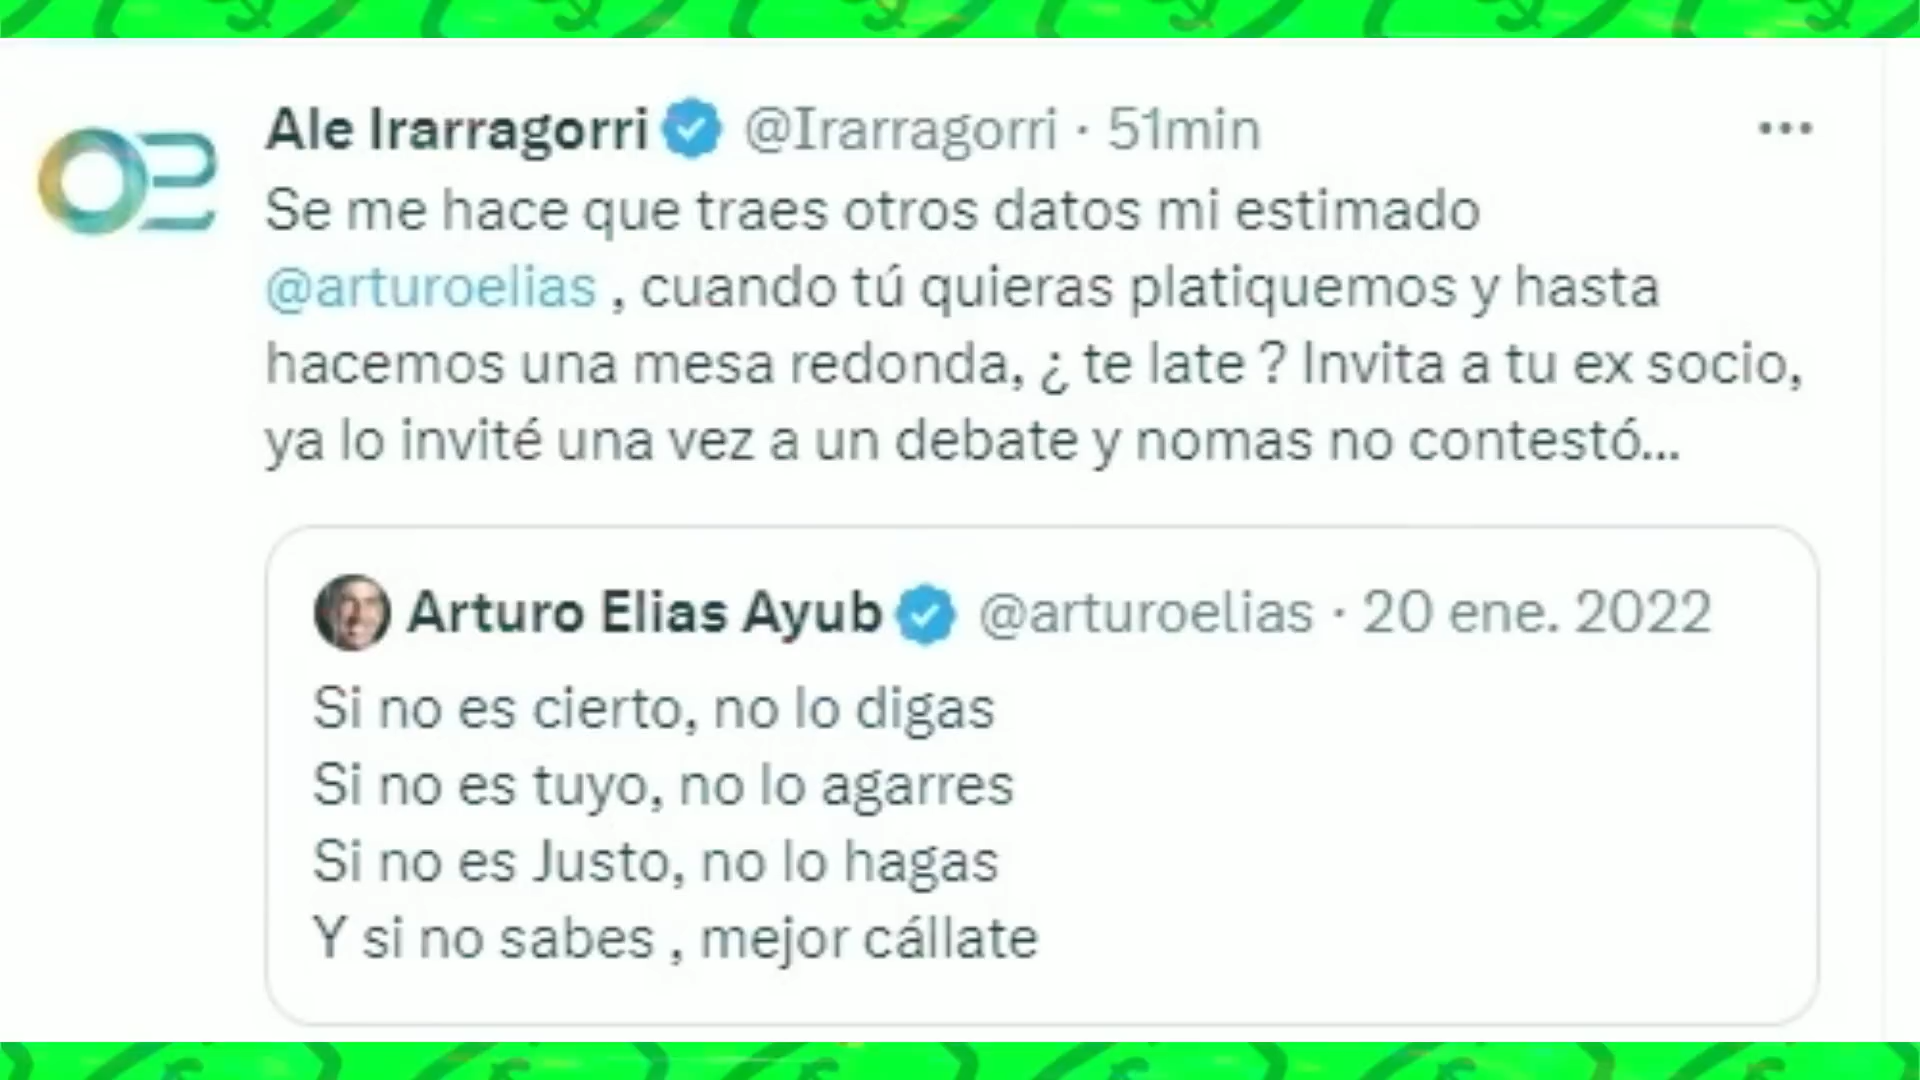 Ale Irarragorri @Irarragorri · 51min
Se me hace que traes otros datos mi estimado
@arturoelias , cuando tú quieras platiquemos y hasta
hacemos una mesa redonda, ¿ te late ? Invita a tu ex socio,
ya lo invité una vez a un debate y nomas no contestó...
Arturo Elias Ayub @arturoelias · 20 ene. 2022
Si no es cierto, no lo digas
Si no es tuyo, no lo agarres
Si no es Justo, no lo hagas
Y si no sabes , mejor cállate